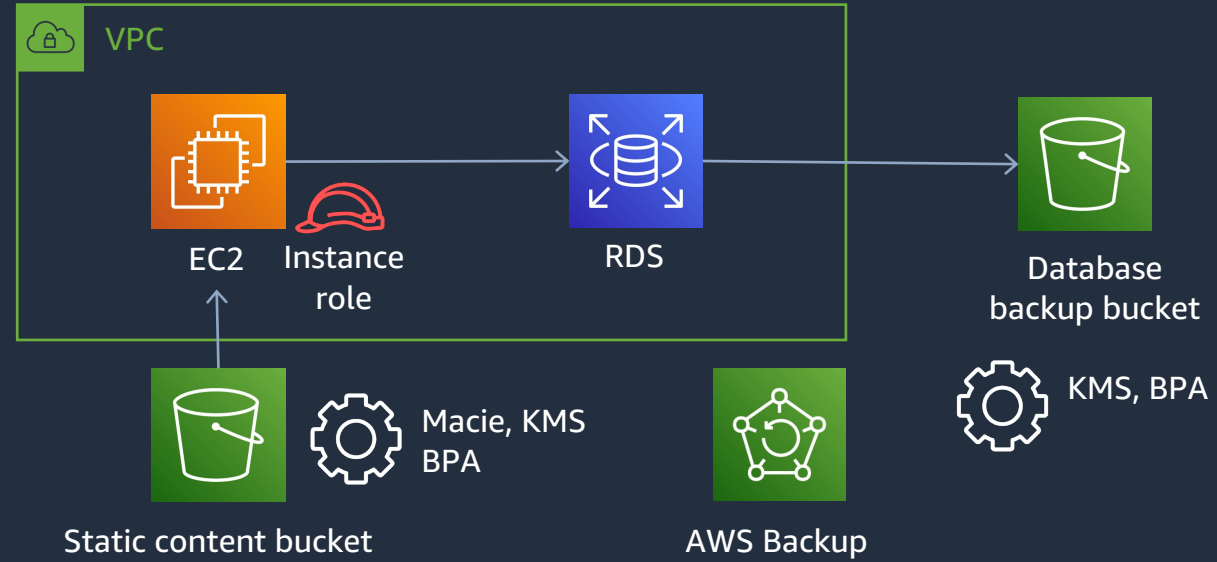 VPC
EC2
Instance
role
RDS
Database
backup bucket
KMS, BPA
Macie, KMS
BPA
Static content bucket
AWS Backup